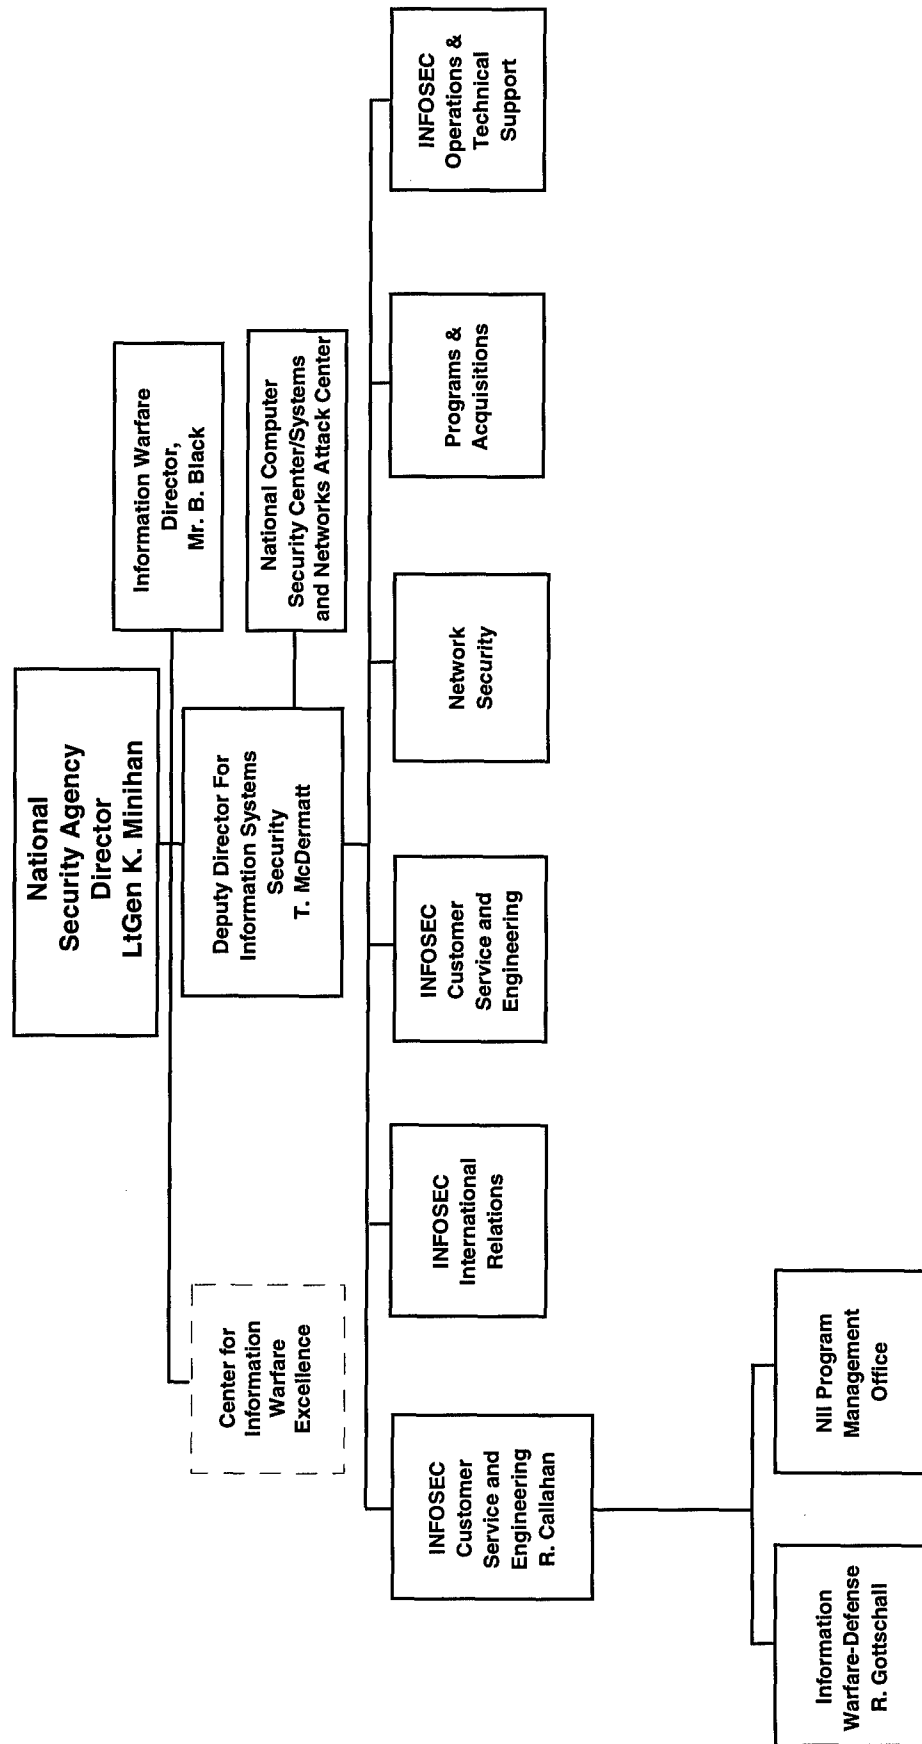 National
Security Agency
Director
LtGen K. Minihan
Information Warfare
Director,
Mr. B. Black
Center for
Information
Warfare
Excellence
Deputy Director For
Information Systems
Security
T. McDermatt
National Computer
Security Center/Systems
and Networks Attack Center
INFOSEC
Customer
Service and
Engineering
R. Callahan
INFOSEC
International
Relations
INFOSEC
Customer
Service and
Engineering
Network
Security
Programs &
Acquisitions
INFOSEC
Operations &
Technical
Support
Information
Warfare-Defense
R. Gottschall
NII Program
Management
Office